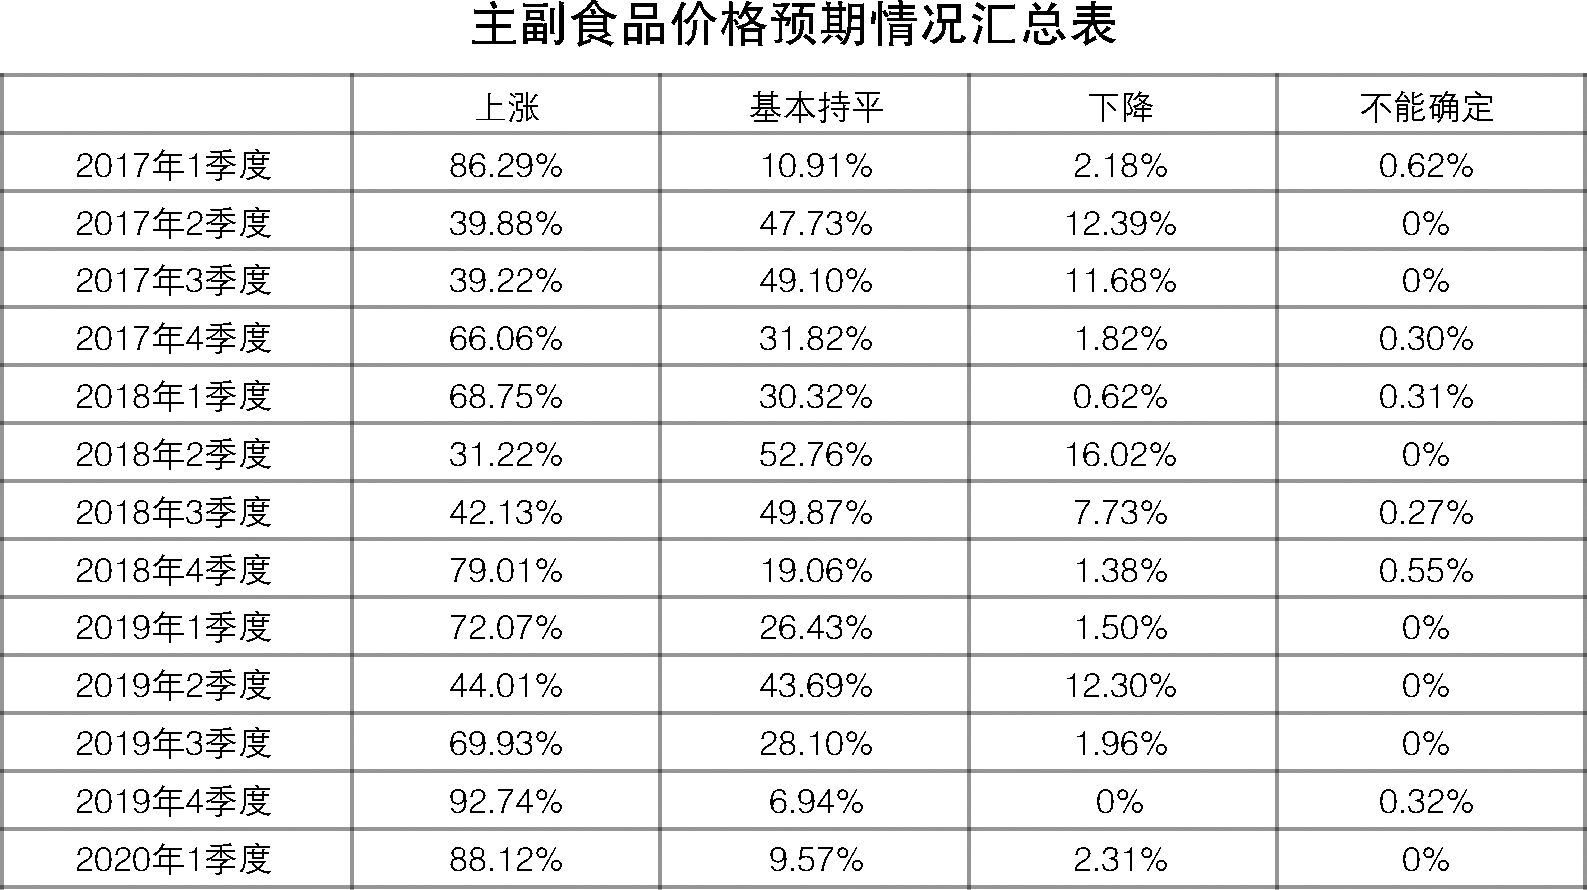 主副食品价格预期情况汇总表
上涨 基本持平 下降 不能确定
2017年1季度 86.29% 10.91% 2.18% 0.62%
2017年2季度 39.88% 47.73% 12.39% 0%
2017年3季度 39.22% 49.10% 11.68% 0%
2017年4季度 66.06% 31.82% 1.82% 0.30%
2018年1季度 68.75% 30.32% 0.62% 0.31%
2018年2季度 31.22% 52.76% 16.02% 0%
2018年3季度 42.13% 49.87% 7.73% 0.27%
2018年4季度 79.01% 19.06% 1.38% 0.55%
2019年1季度 72.07% 26.43% 1.50% 0%
2019年2季度 44.01% 43.69% 12.30% 0%
2019年3季度 69.93% 28.10% 1.96% 0%
2019年4季度 92.74% 6.94% 0% 0.32%
2020年1季度 88.12% 9.57% 2.31% 0%